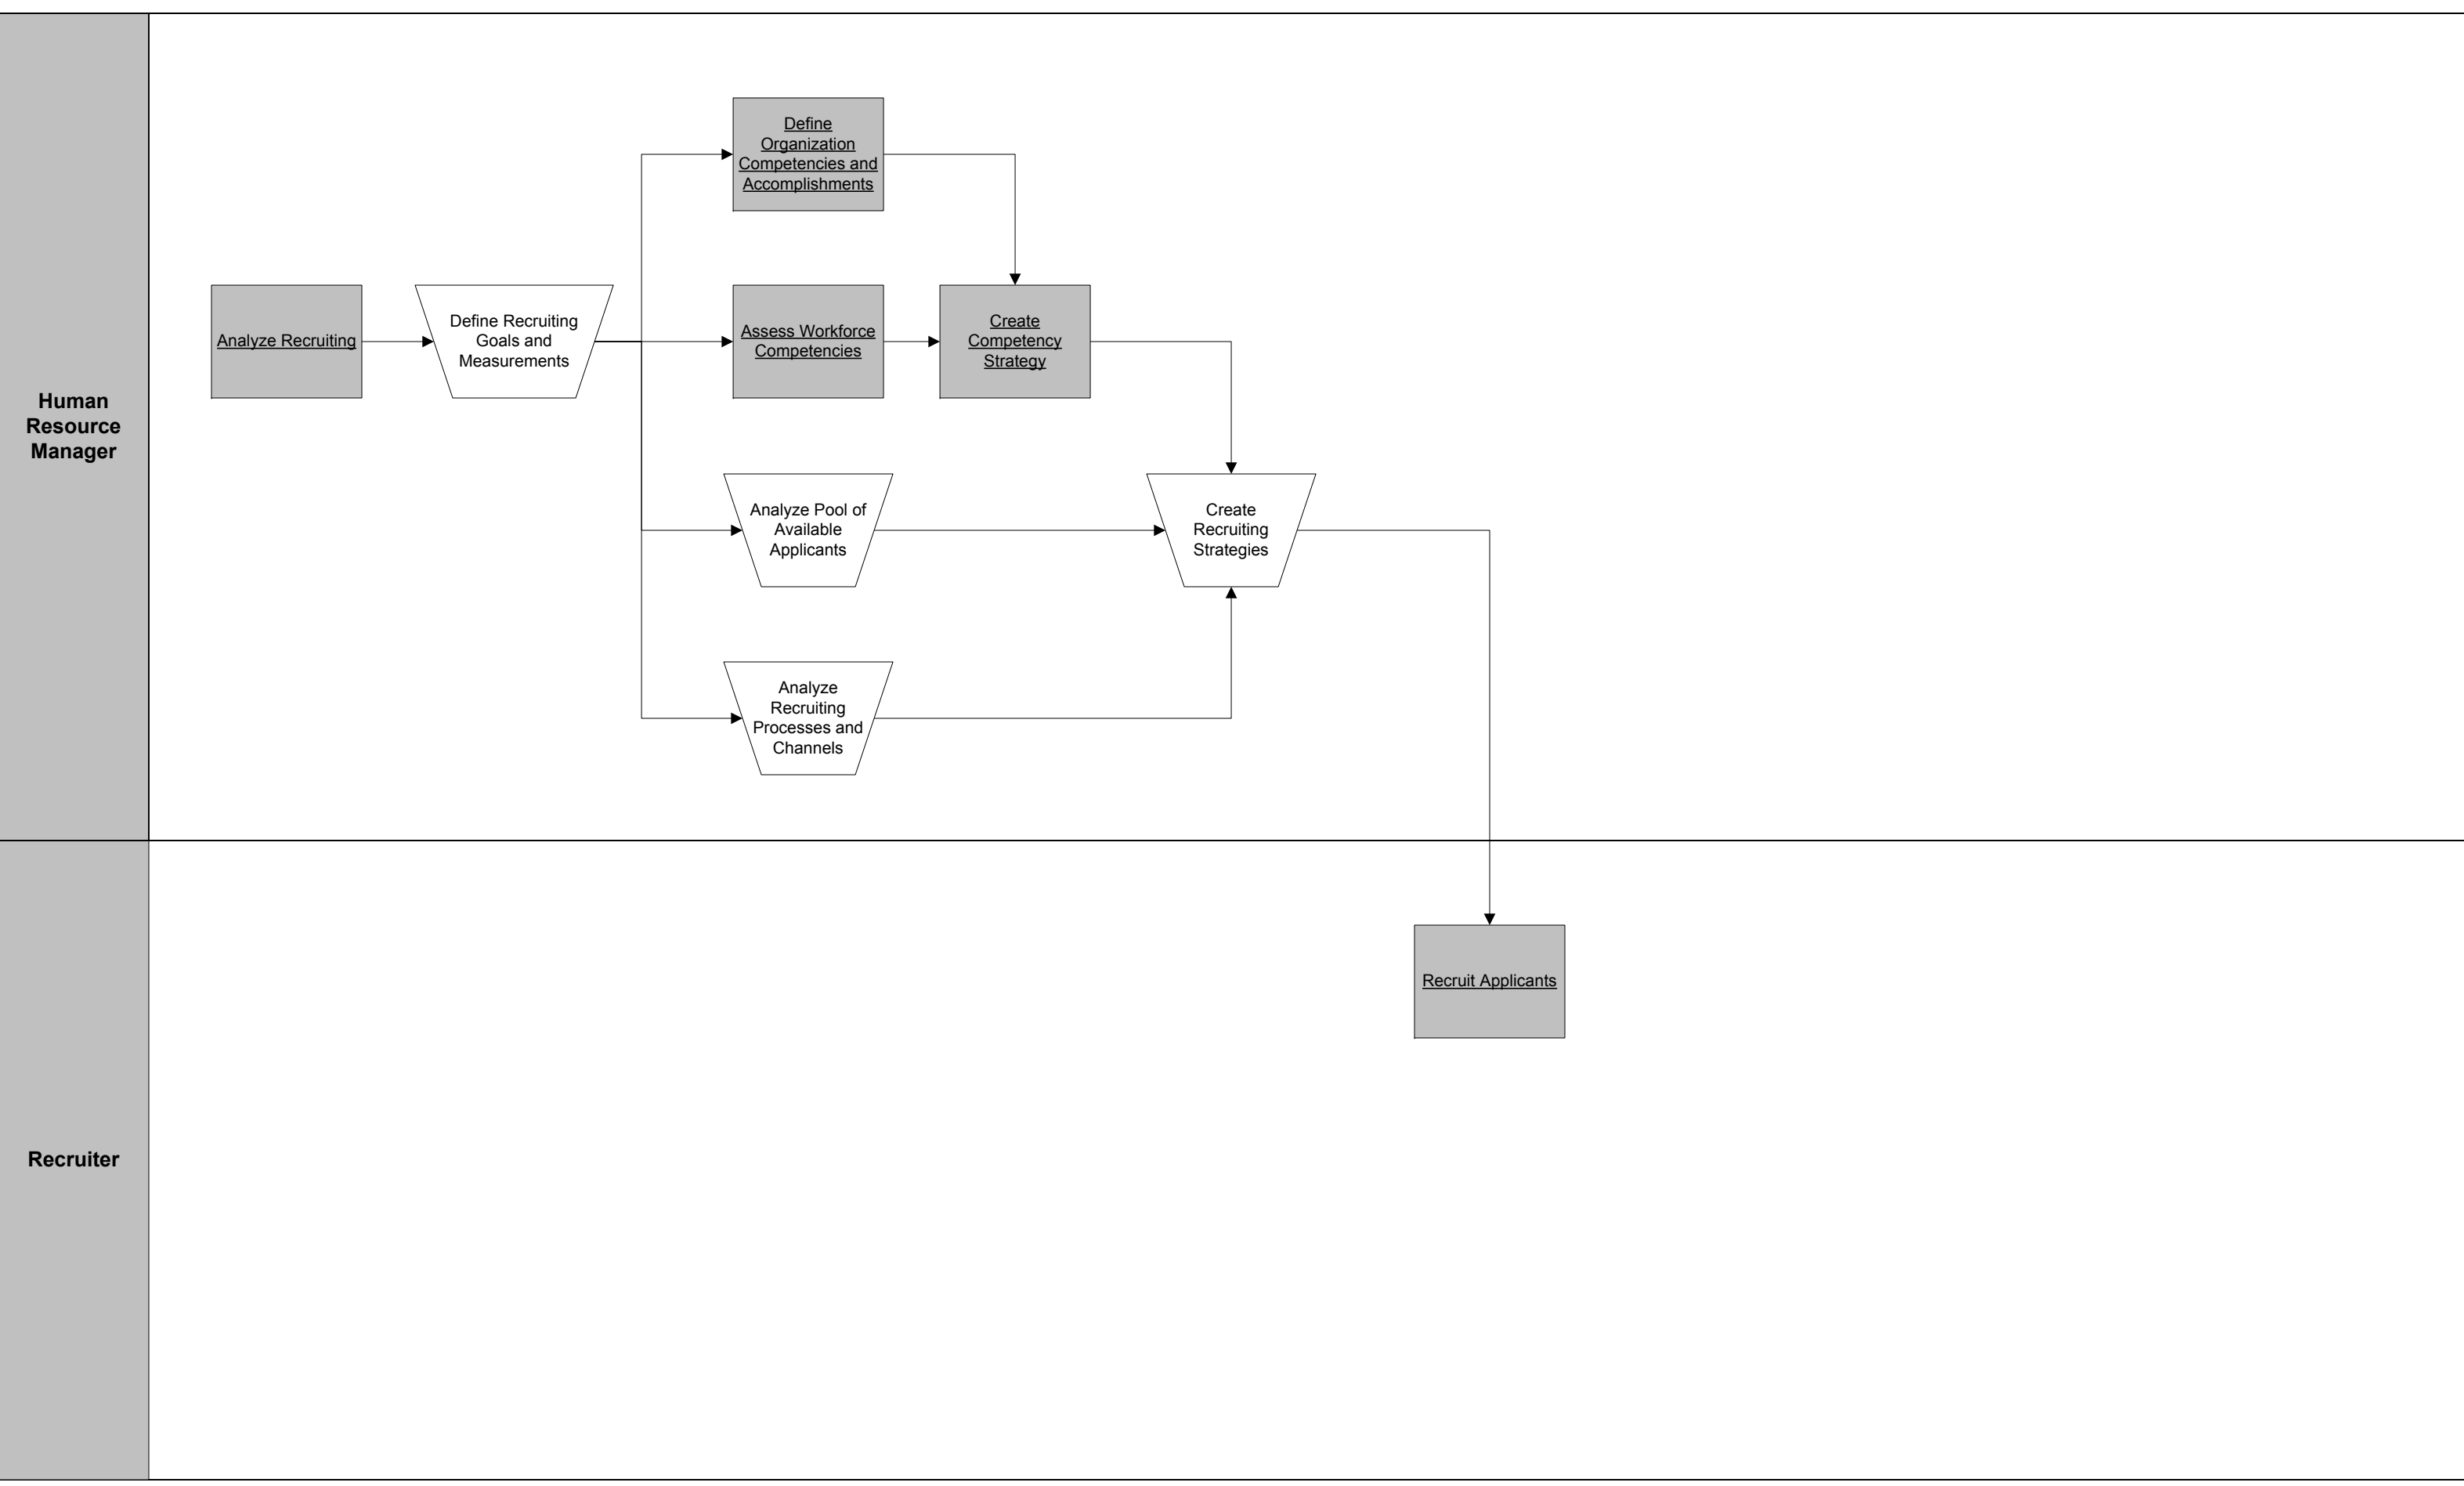 Human
Resource
Manager
Analyze Recruiting
Define Recruiting
Goals and
Measurements
Define
Organization
Competencies and
Accomplishments
Assess Workforce
Competencies
Create
Competency
Strategy
Analyze Pool of
Available
Applicants
Create
Recruiting
Strategies
Analyze
Recruiting
Processes and
Channels
Recruiter
Recruit Applicants